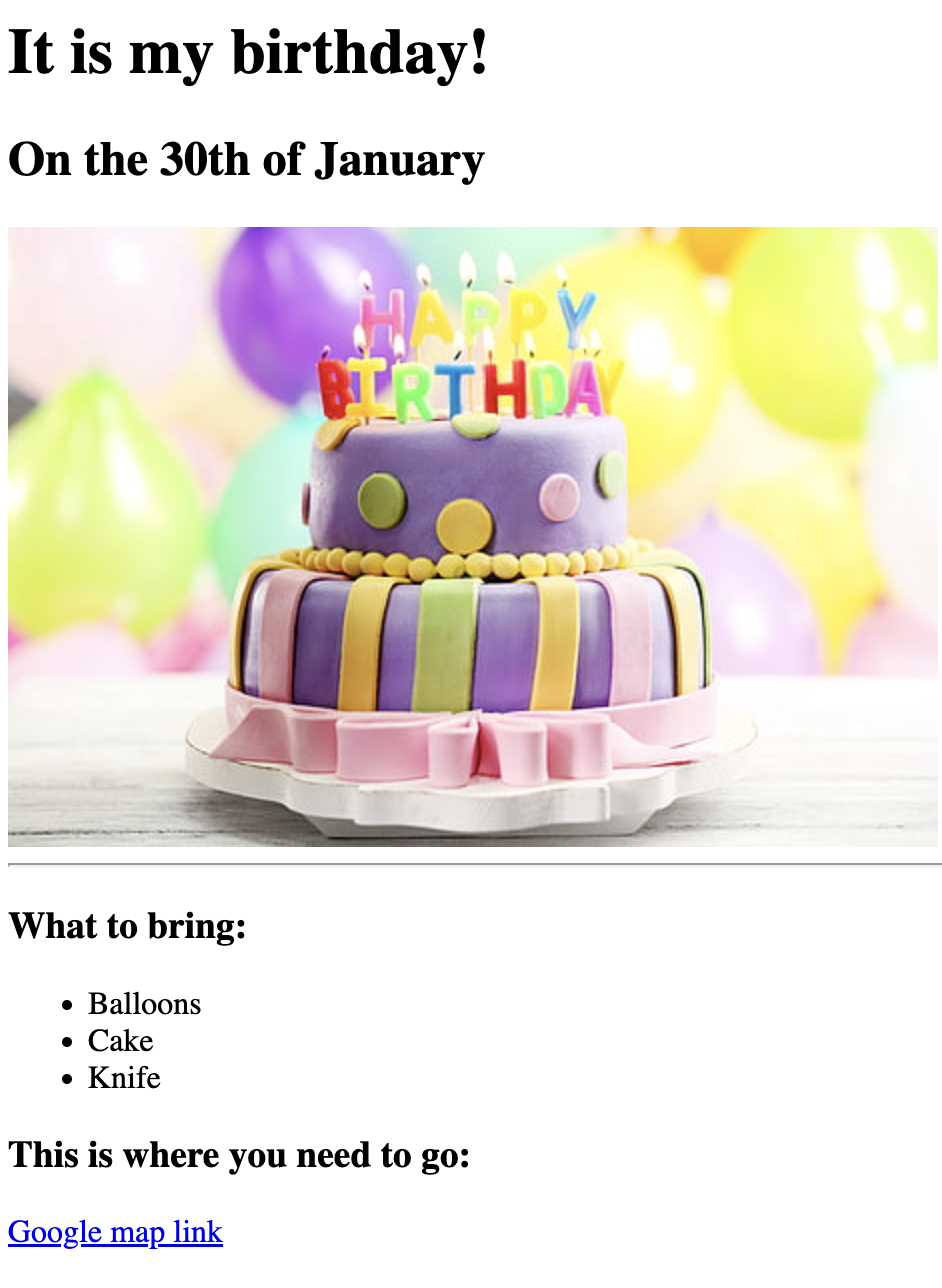 It is my birthday!
On the 30th of January
HAPPY
BIRTHDAY
What to bring:
Balloons
Cake
Knife
This is where you need to go:
Google map link